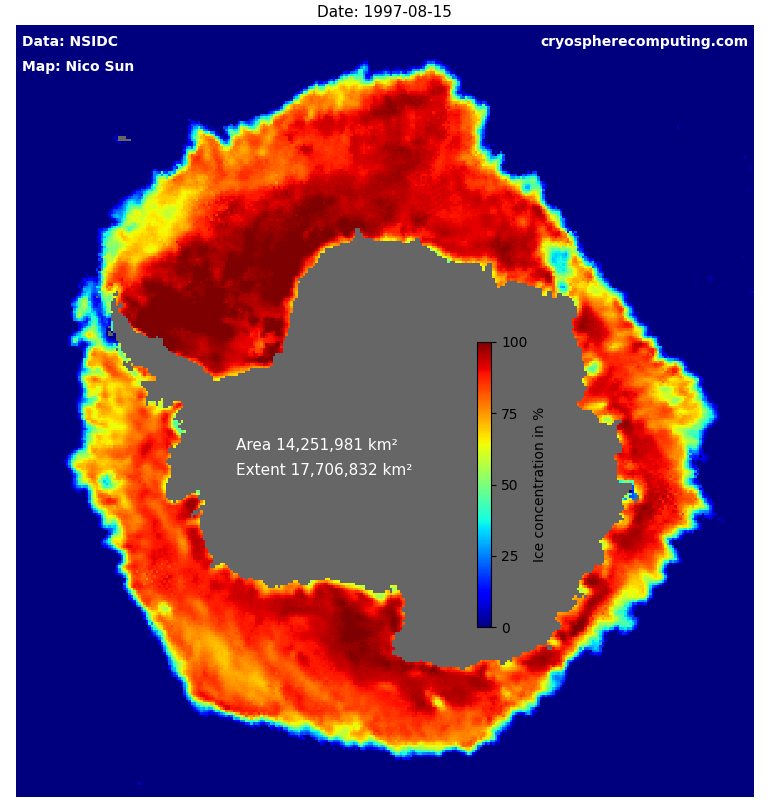 Date: 1997-08-15
Data: NSIDC
cryospherecomputing.com
Map: Nico Sun
100
75
50
25
0
Ice concentration in %
Area 14,251,981 km²
Extent 17,706,832 km²